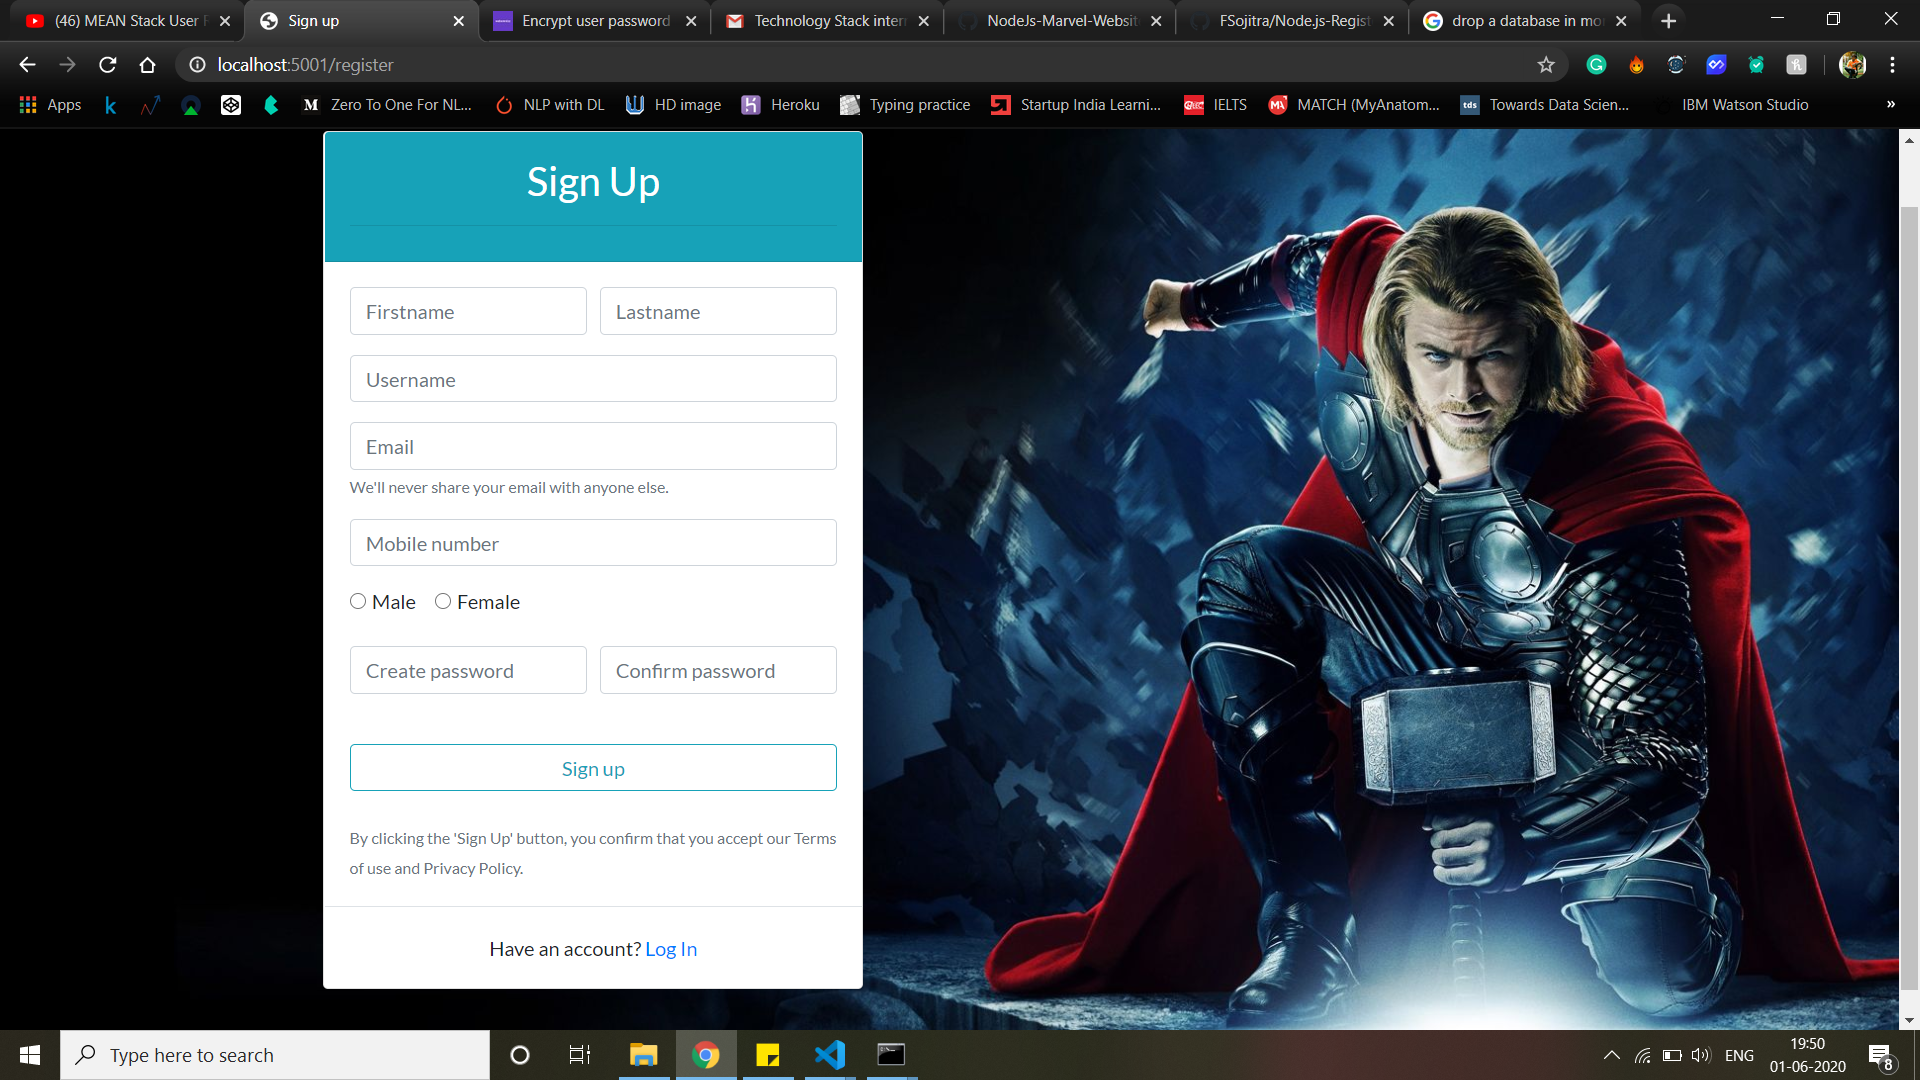 (46) MEAN Stack User
Sign up
Encrypt user password
Technology Stack inter
NodeJs-Marvel-Websit
FSojitra/Node.js-Regist
drop a database in mo
localhost:5001/register
Apps
k
M Zero To One For NL...
NLP with DL
HD image
Heroku
Typing practice
Startup India Learni...
IELTS
MATCH (MyAnatom...
tds Towards Data Scien...
IBM Watson Studio
»
Sign Up
Firstname
Lastname
Username
Email
We'll never share your email with anyone else.
Mobile number
Male
Female
Create password
Confirm password
Sign up
By clicking the 'Sign Up' button, you confirm that you accept our Terms
of use and Privacy Policy.
Have an account? Log In
Type here to search
ENG
19:50
01-06-2020
8